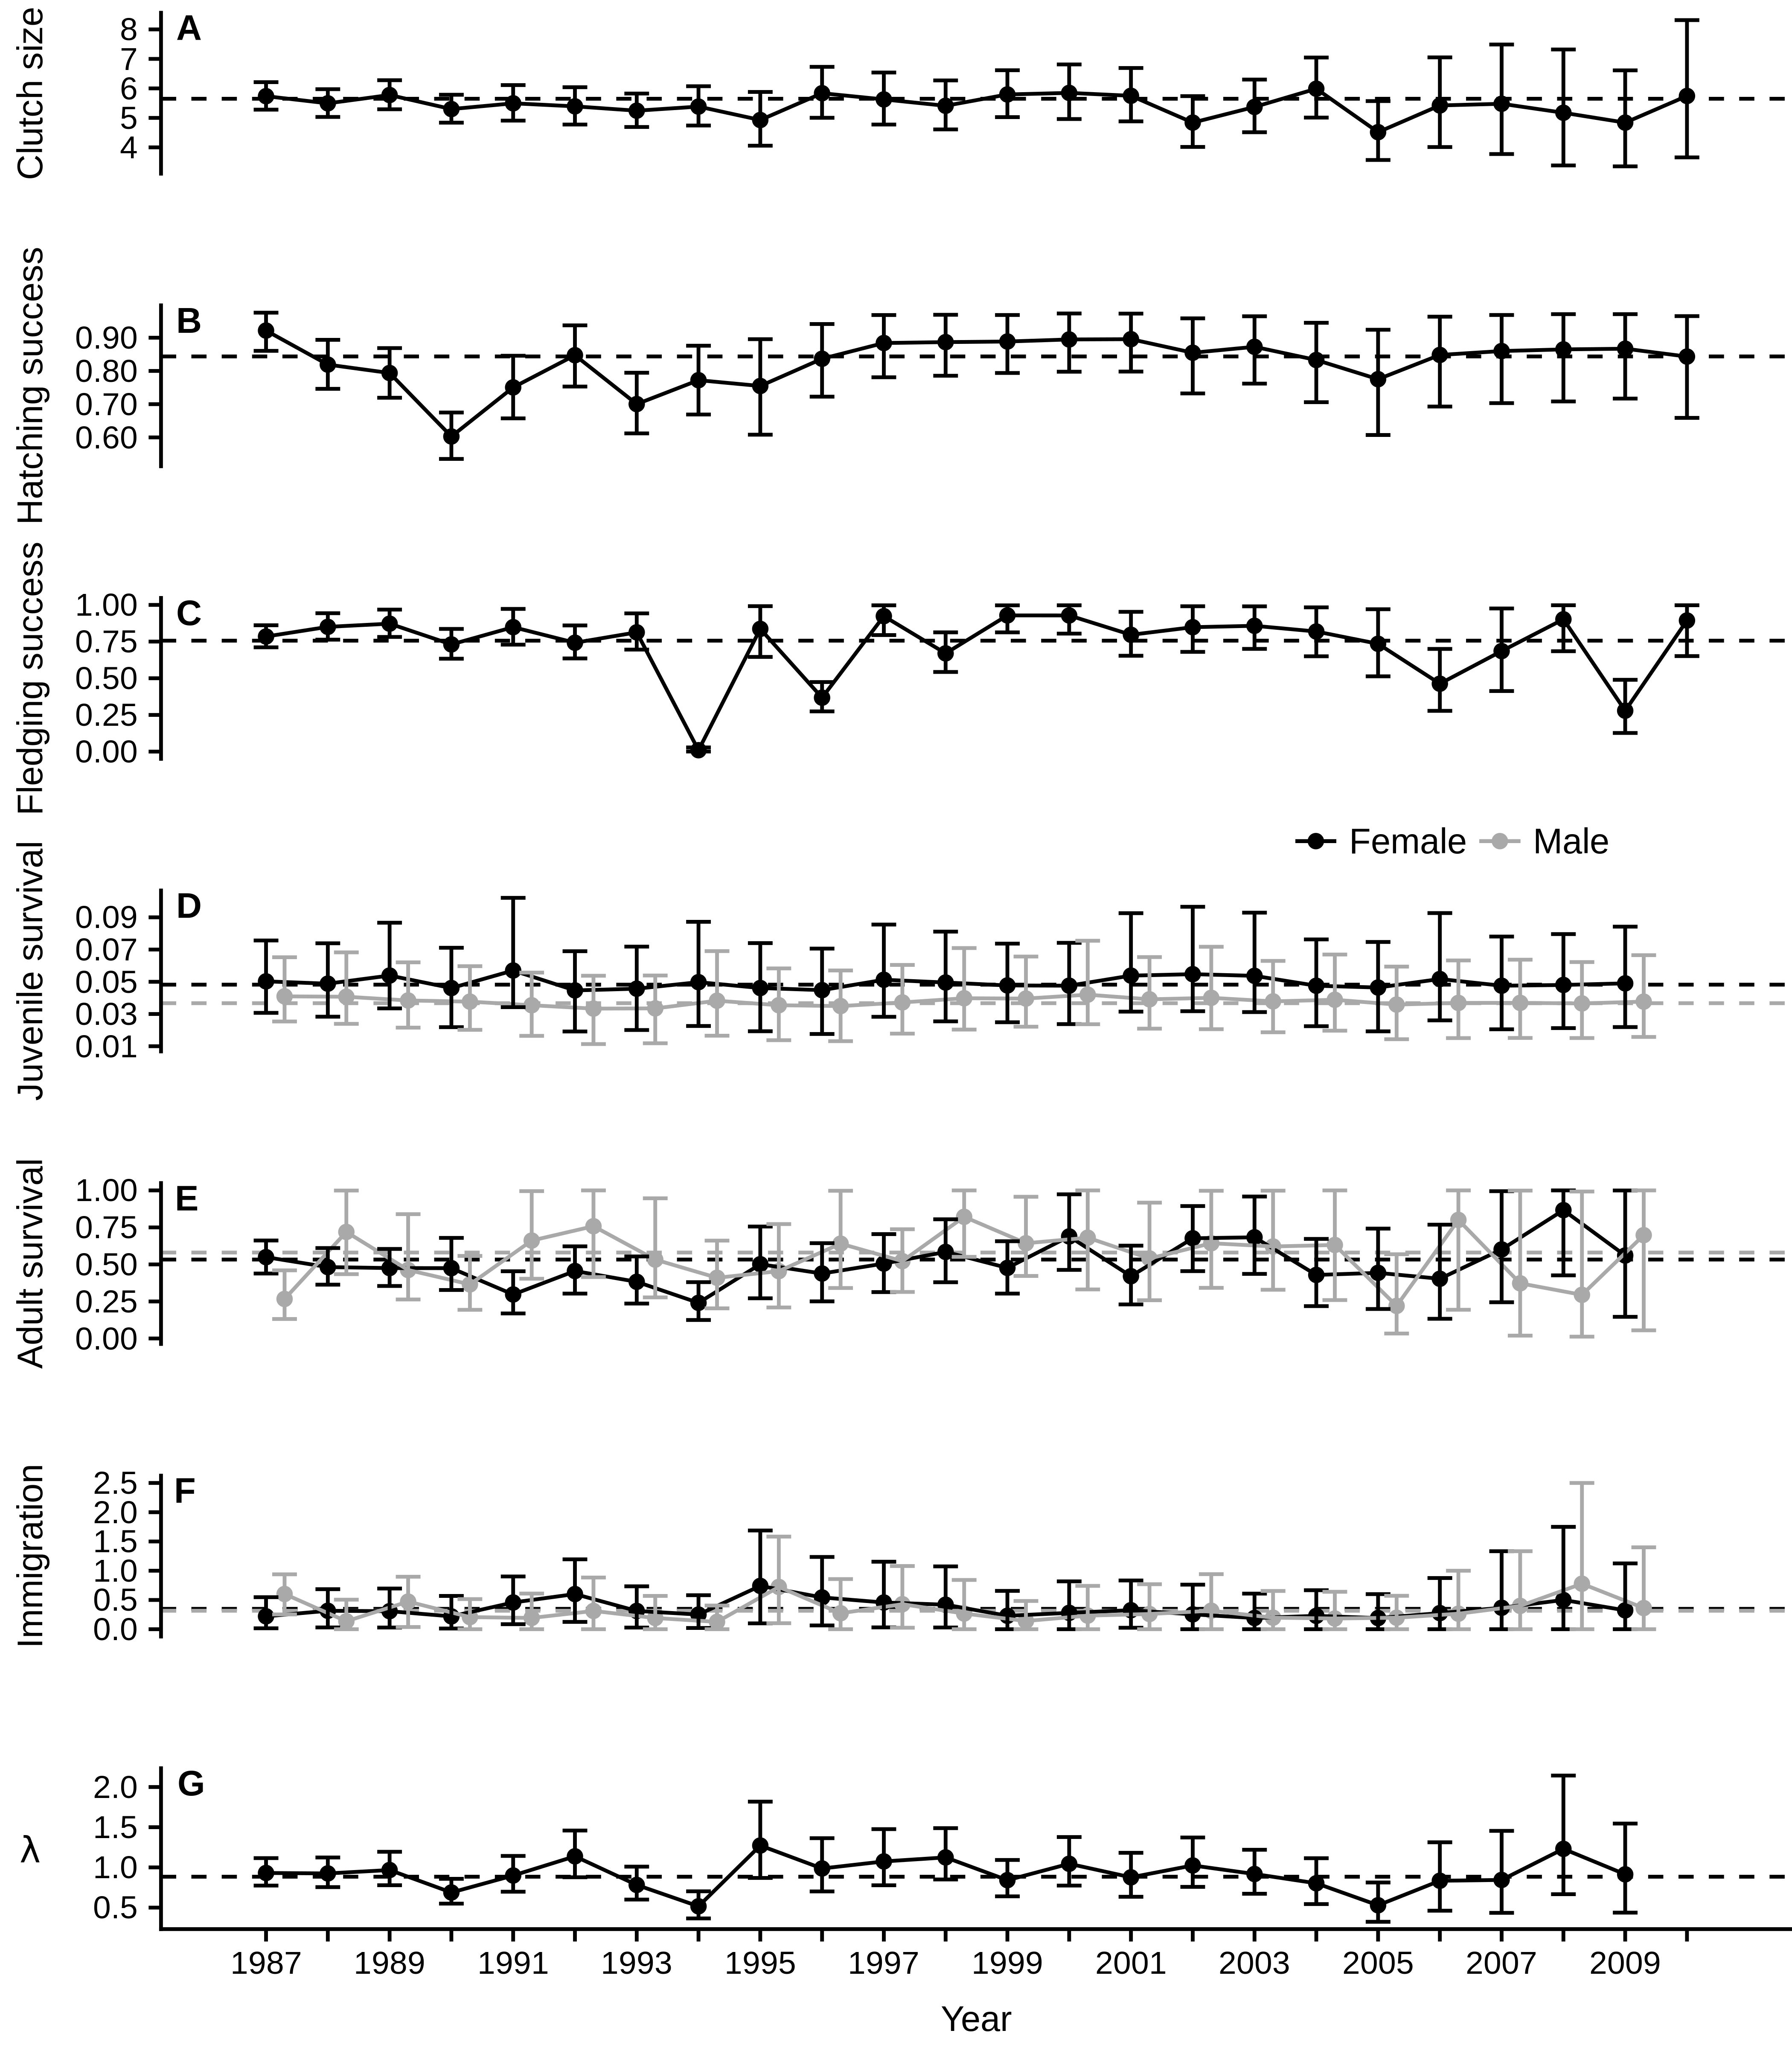 Clutch size
A
8
7
6
5
4
Hatching success
B
0.90
0.80
0.70
0.60
Fledging success
C
1.00
0.75
0.50
0.25
0.00
Female Male
Juvenile survival
D
0.09
0.07
0.05
0.03
0.01
Adult survival
E
1.00
0.75
0.50
0.25
0.00
Immigration
F
2.5
2.0
1.5
1.0
0.5
0.0
λ
G
2.0
1.5
1.0
0.5
1987 1989 1991 1993 1995 1997 1999 2001 2003 2005 2007 2009
Year